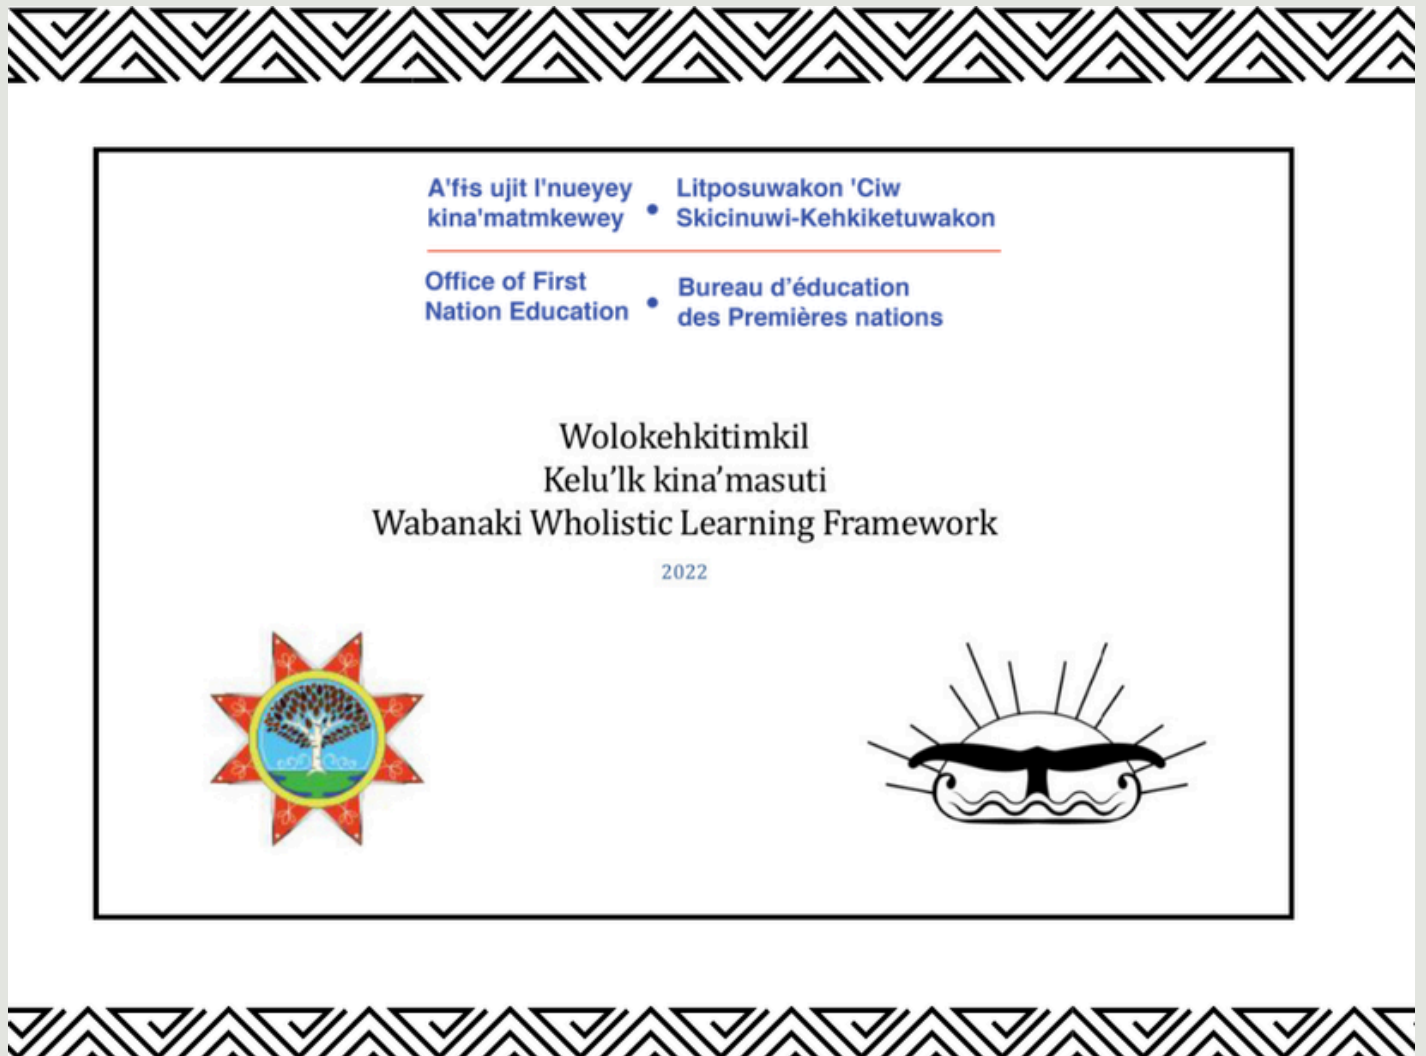 A'fɨs ujit l'nueyey
kina'matmkewey
•
Litposuwakon 'Ciw
Skicinuwi-Kehkiketuwakon
Office of First
Nation Education
•
Bureau d'éducation
des Premières nations
Wolokehkitimkil
Kelu'lk kina'masuti
Wabanaki Wholistic Learning Framework
2022